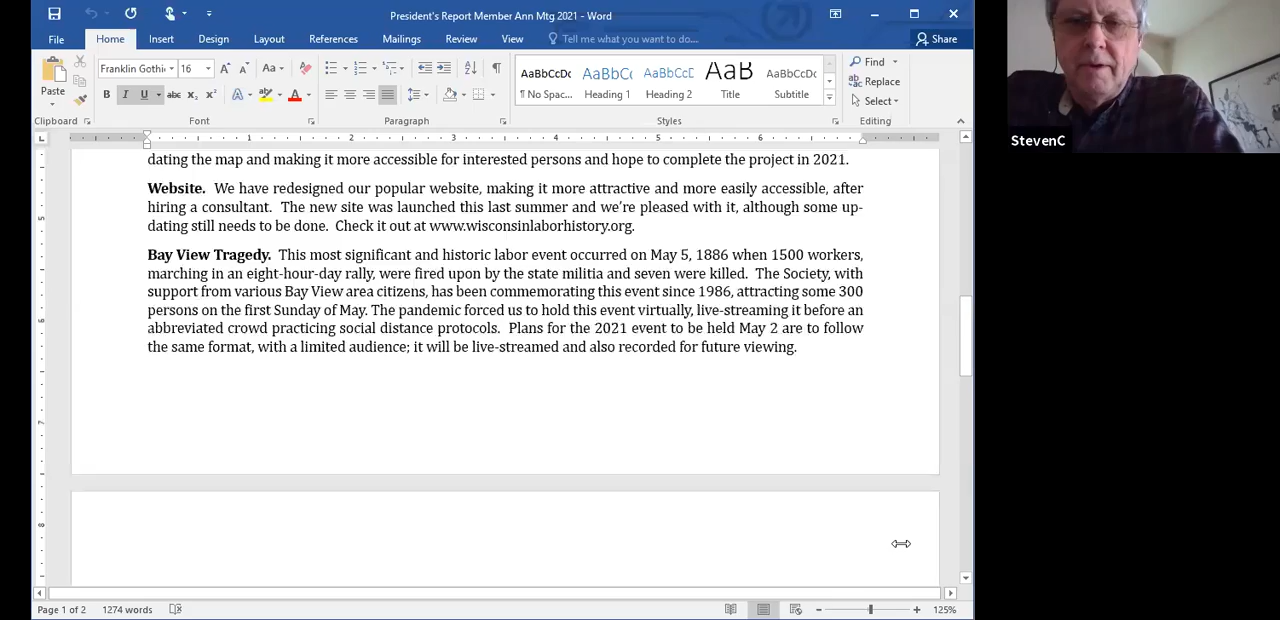 President's Report Member Ann Mtg 2021 - Word
File Home Insert Design Layout References Mailings Review View Tell me what you want to do... Share
Paste
Franklin Gothi 16 Aa
B I U abc x₂ x² A A
AaBbCcDc AaBbCc AaBbCcD AaB AaBbCcDc
¶ No Spac... Heading 1 Heading 2 Title Subtitle
Find
Replace
Select
Clipboard Font Paragraph Styles Editing
StevenC
1 2 3 4 5 6
dating the map and making it more accessible for interested persons and hope to complete the project in 2021.
Website. We have redesigned our popular website, making it more attractive and more easily accessible, after
hiring a consultant. The new site was launched this last summer and we're pleased with it, although some up-
dating still needs to be done. Check it out at www.wisconsinlaborhistory.org.
Bay View Tragedy. This most significant and historic labor event occurred on May 5, 1886 when 1500 workers,
marching in an eight-hour-day rally, were fired upon by the state militia and seven were killed. The Society, with
support from various Bay View area citizens, has been commemorating this event since 1986, attracting some 300
persons on the first Sunday of May. The pandemic forced us to hold this event virtually, live-streaming it before an
abbreviated crowd practicing social distance protocols. Plans for the 2021 event to be held May 2 are to follow
the same format, with a limited audience; it will be live-streamed and also recorded for future viewing.
Page 1 of 2 1274 words 125%